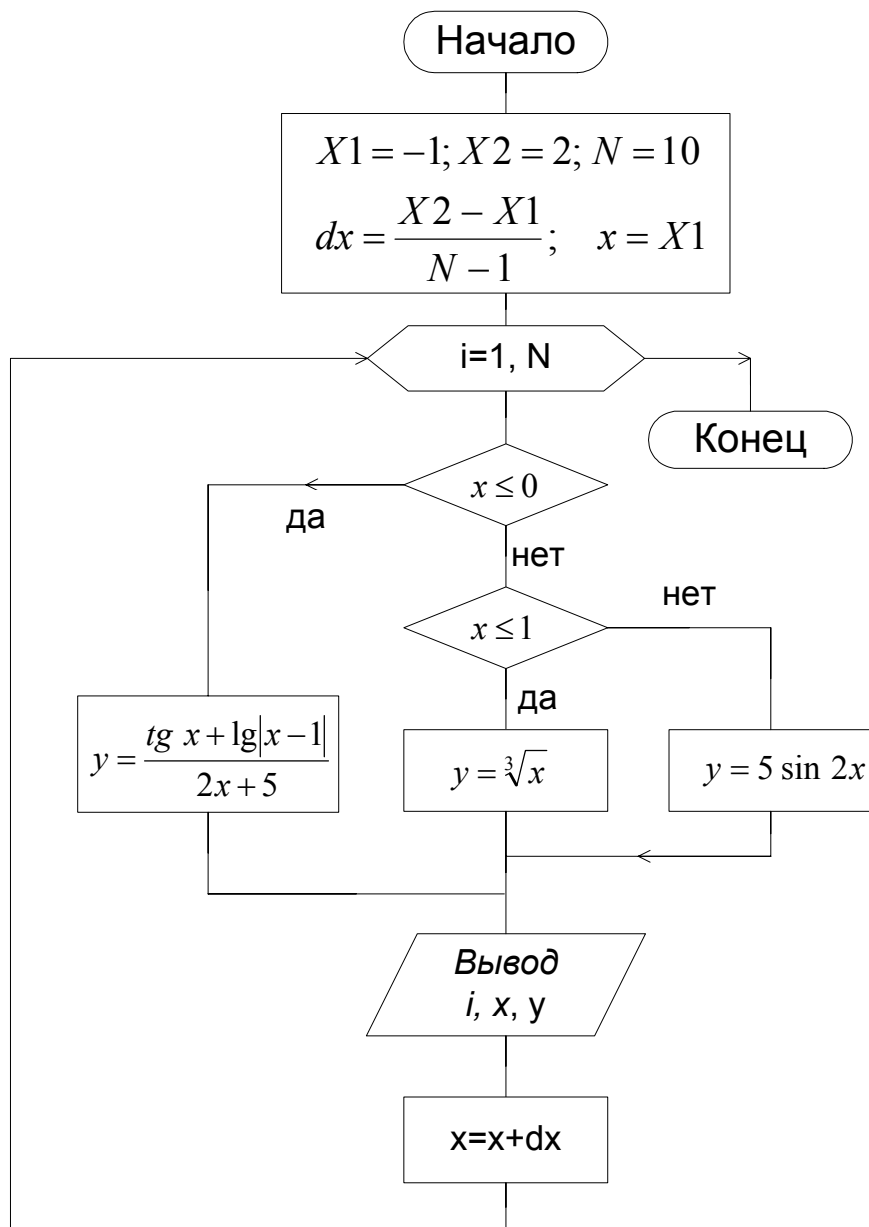 Начало
X1 = −1; X2 = 2; N = 10
dx = (X2 − X1) / (N − 1); x = X1
i=1, N
Конец
x ≤ 0
да
нет
x ≤ 1
нет
да
y = (tg x + lg|x − 1|) / (2x + 5)
y = ∛x
y = 5 sin 2x
Вывод
i, x, y
x=x+dx